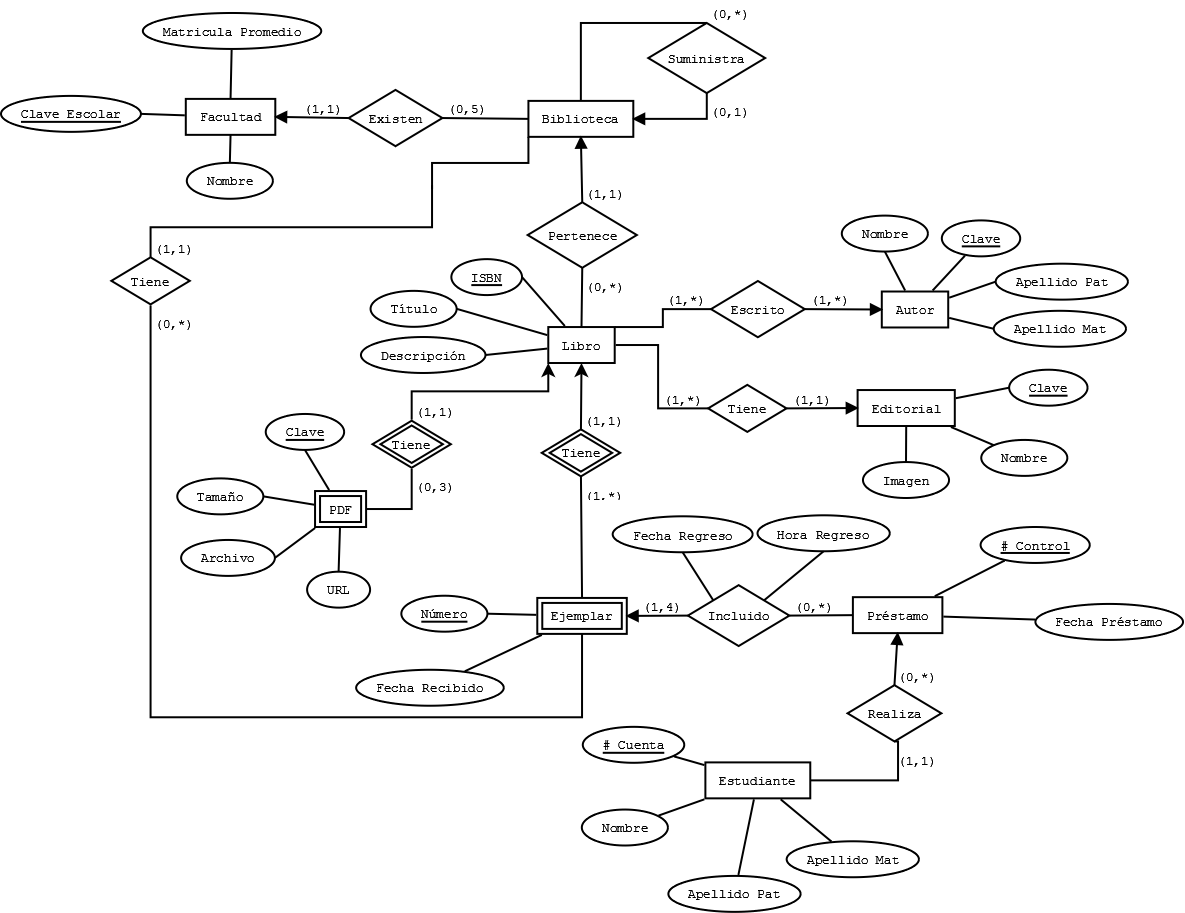 (0,*)
Matricula Promedio
Suministra
(1,1)
(0,5)
(0,1)
Clave Escolar
Facultad
Existen
Biblioteca
Nombre
(1,1)
Pertenece
Nombre
Clave
(1,1)
Tiene
ISBN
(0,*)
Apellido Pat
Título
(1,*)
Escrito
(1,*)
Autor
(0,*)
Apellido Mat
Descripción
Libro
Clave
(1,*)
Tiene
(1,1)
Editorial
(1,1)
(1,1)
Clave
Tiene
Tiene
Nombre
(0,3)
Imagen
Tamaño
(1,*)
PDF
Fecha Regreso
Hora Regreso
# Control
Archivo
URL
Número
Ejemplar
(1,4)
Incluido
(0,*)
Préstamo
Fecha Préstamo
Fecha Recibido
(0,*)
Realiza
# Cuenta
(1,1)
Estudiante
Nombre
Apellido Mat
Apellido Pat